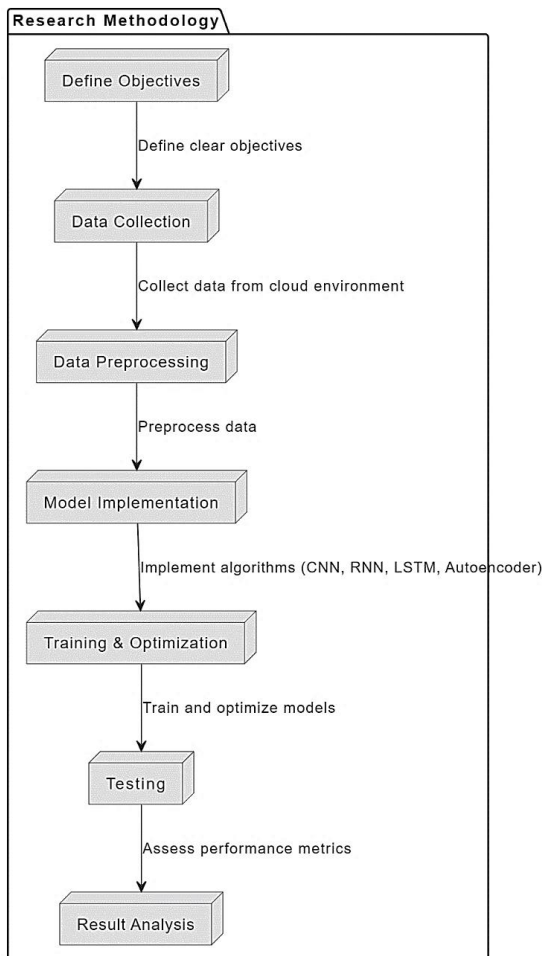 Research Methodology
Define Objectives
Define clear objectives
Data Collection
Collect data from cloud environment
Data Preprocessing
Preprocess data
Model Implementation
Implement algorithms (CNN, RNN, LSTM, Autoencoder)
Training & Optimization
Train and optimize models
Testing
Assess performance metrics
Result Analysis